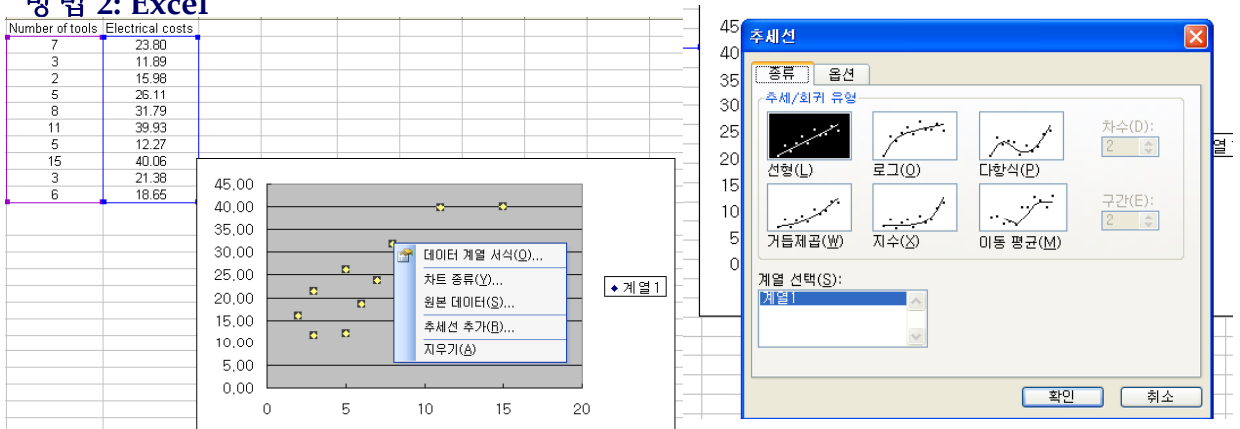 방법 2: Excel
Number of tools Electrical costs
7 23.80
3 11.89
2 15.98
5 26.11
8 31.79
11 39.93
5 12.27
15 40.06
3 21.38
6 18.65
45.00
40.00
35.00
30.00
25.00
20.00
15.00
10.00
5.00
0.00
0 5 10 15 20
데이터 계열 서식(O)...
차트 종류(Y)...
원본 데이터(S)...
추세선 추가(R)...
지우기(A)
계열1
45
40
35
30
25
20
15
10
5
0
추세선
종류 옵션
추세/회귀 유형
선형(L) 로그(O) 다항식(P)
차수(D):
2
거듭제곱(W) 지수(X) 이동 평균(M)
구간(E):
2
계열 선택(S):
계열1
확인 취소